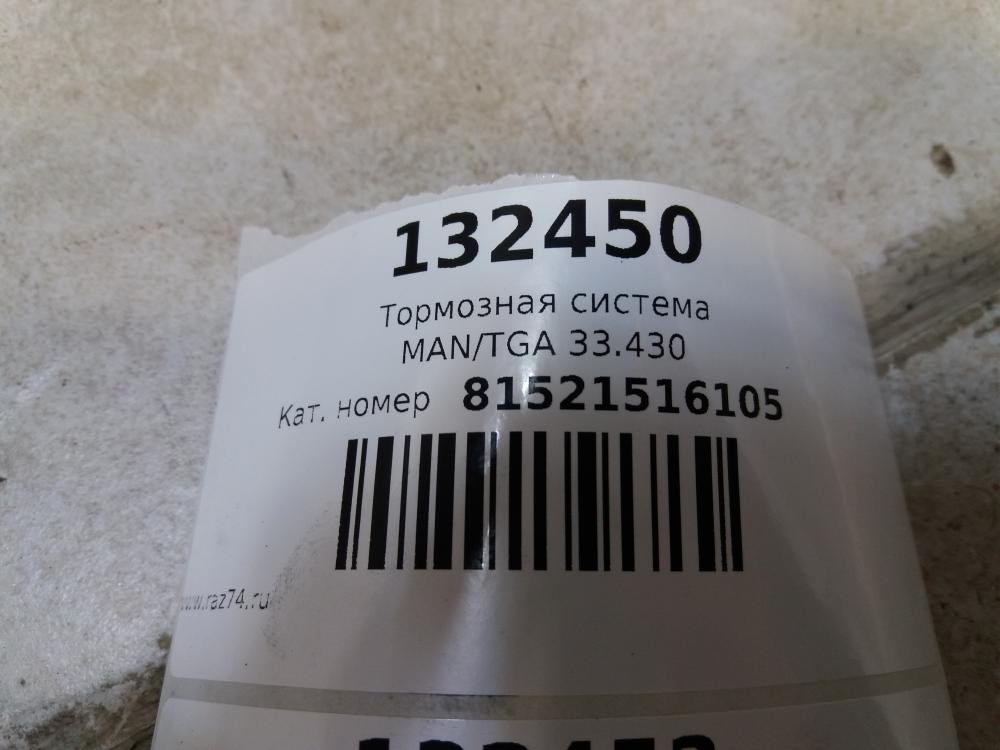 132450
Тормозная система
MAN/TGA 33.430
Кат. номер 81521516105
www.raz74.ru